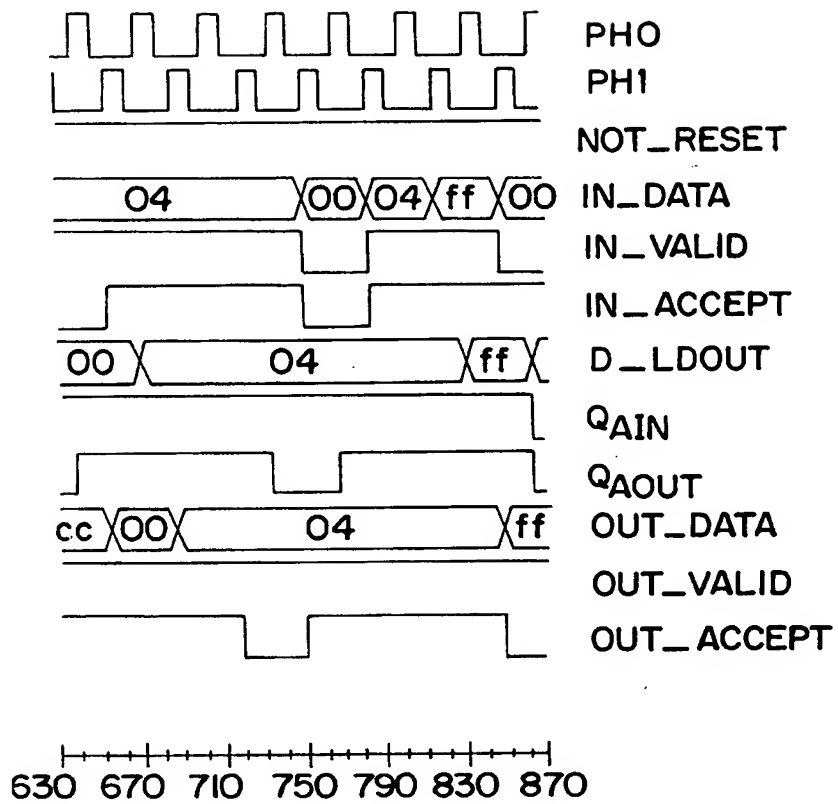 PH0
PH1
NOT_RESET
04 00 04 ff 00 IN_DATA
IN_VALID
IN_ACCEPT
00 04 ff D_LDOUT
QAIN
QAOUT
cc 00 04 ff OUT_DATA
OUT_VALID
OUT_ACCEPT
630 670 710 750 790 830 870